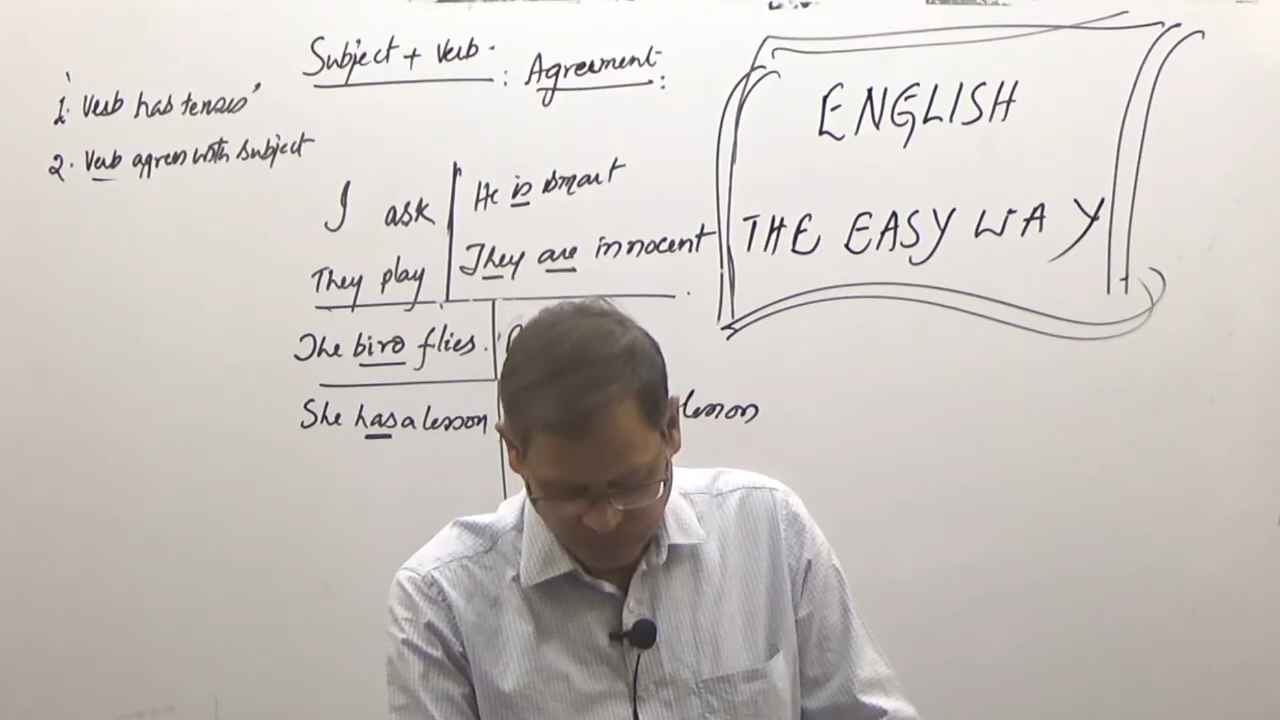 Subject + Verb. : Agreement :
1. Verb has tenses
2. Verb agrees with subject
I ask
They play
He is smart
They are innocent
The bird flies.
She has a lesson
lesson
ENGLISH
THE EASY WAY